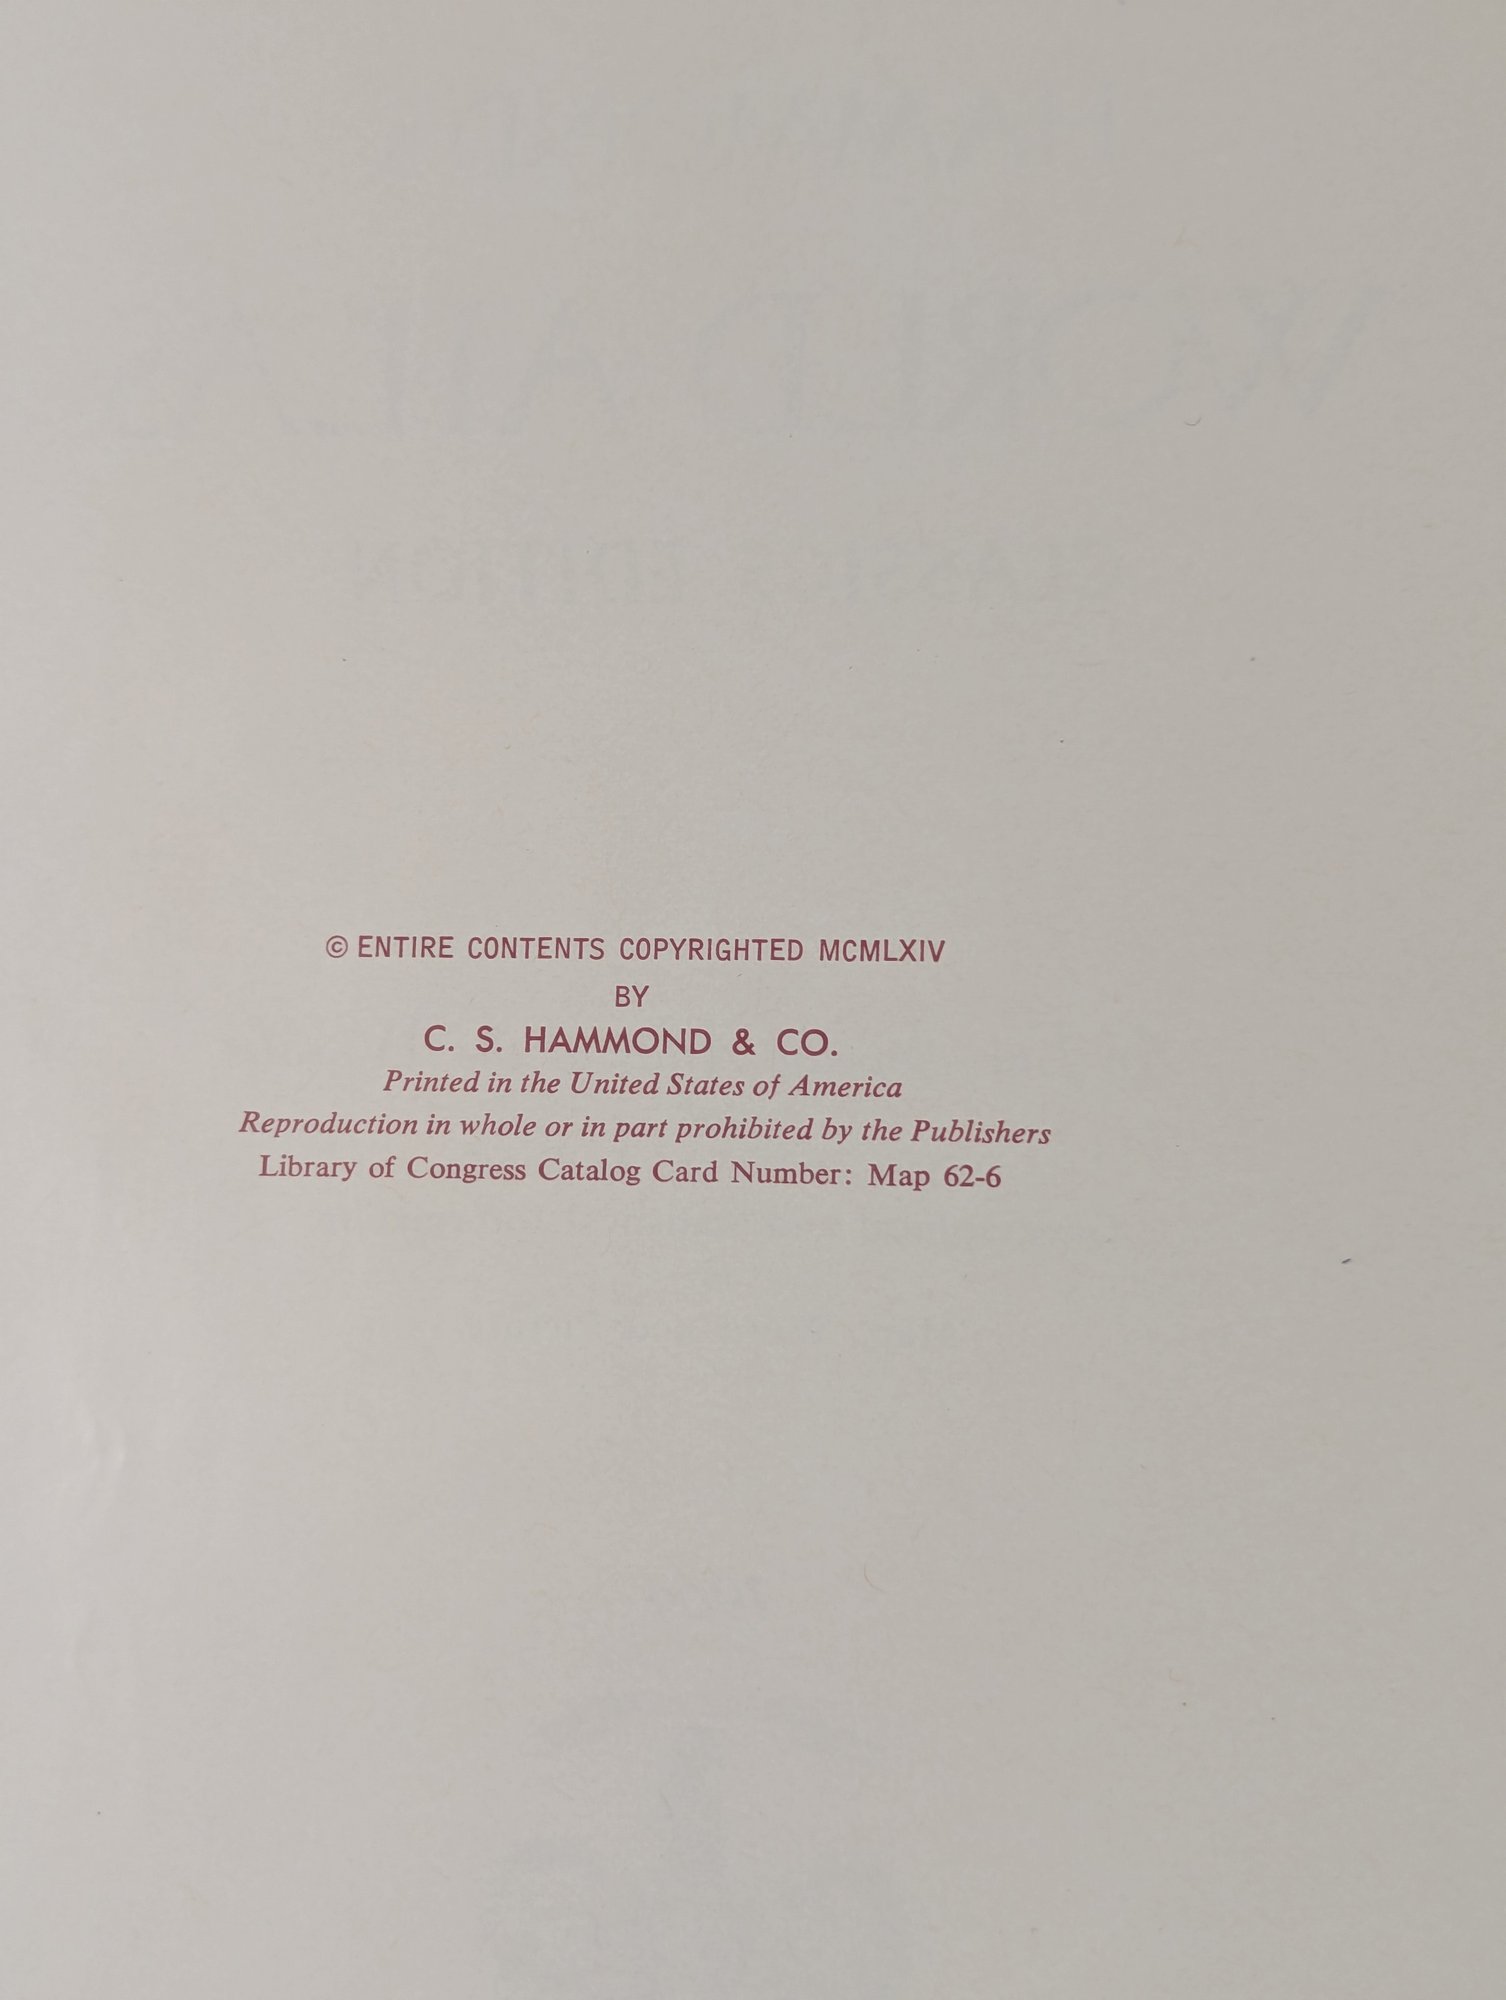 © ENTIRE CONTENTS COPYRIGHTED MCMLXIV
BY
C. S. HAMMOND & CO.
Printed in the United States of America
Reproduction in whole or in part prohibited by the Publishers
Library of Congress Catalog Card Number: Map 62-6